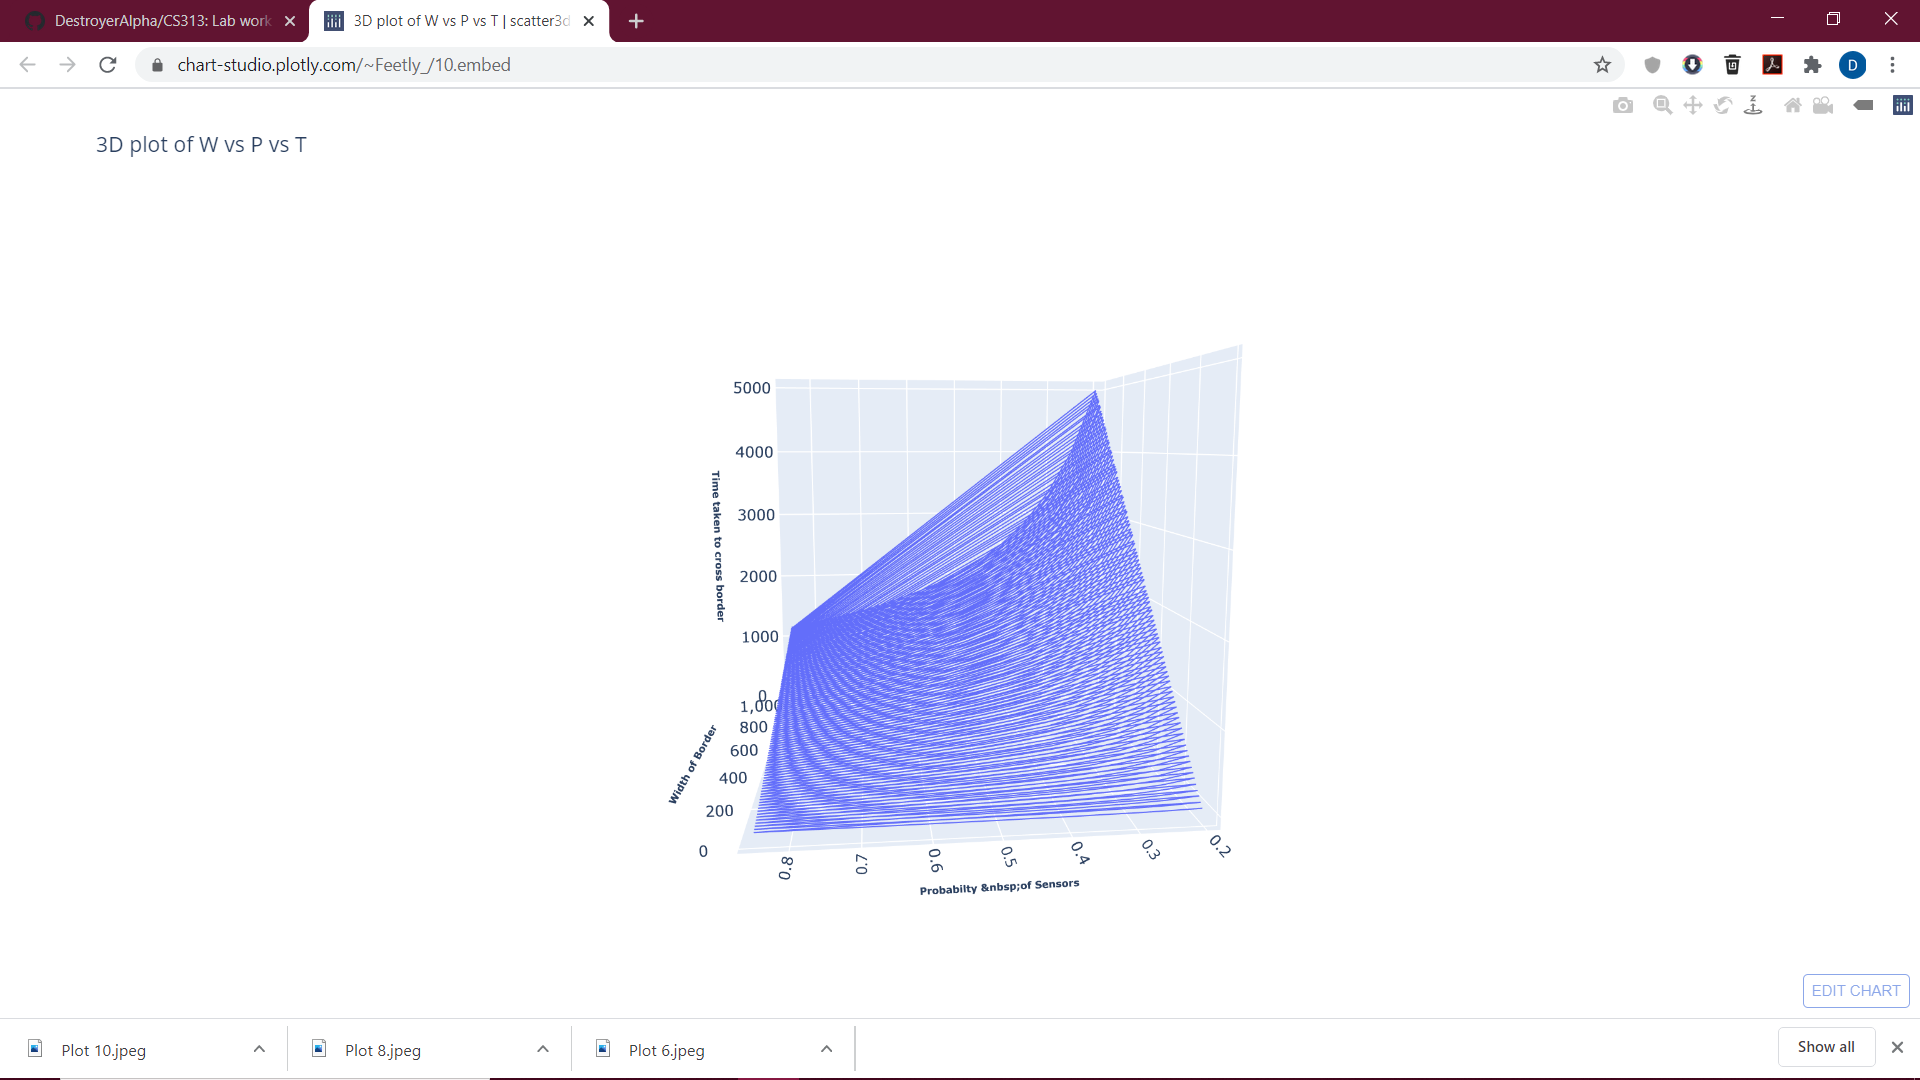 DestroyerAlpha/CS313: Lab work
3D plot of W vs P vs T | scatter3d
chart-studio.plotly.com/~Feetly_/10.embed
D
Z
3D plot of W vs P vs T
5000
4000
3000
2000
1000
0
Time taken to cross border
1,000
800
600
400
200
0
Width of Border
0.8
0.7
0.6
0.5
0.4
0.3
0.2
Probabilty &nbsp;of Sensors
EDIT CHART
Plot 10.jpeg
Plot 8.jpeg
Plot 6.jpeg
Show all